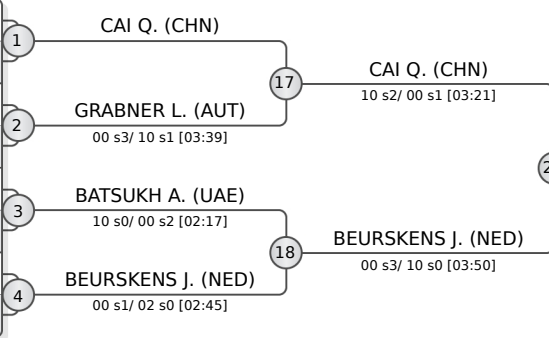 CAI Q. (CHN)
1
17
CAI Q. (CHN)
10 s2/ 00 s1 [03:21]
GRABNER L. (AUT)
2
00 s3/ 10 s1 [03:39]
BATSUKH A. (UAE)
3
10 s0/ 00 s2 [02:17]
18
BEURSKENS J. (NED)
00 s3/ 10 s0 [03:50]
BEURSKENS J. (NED)
4
00 s1/ 02 s0 [02:45]